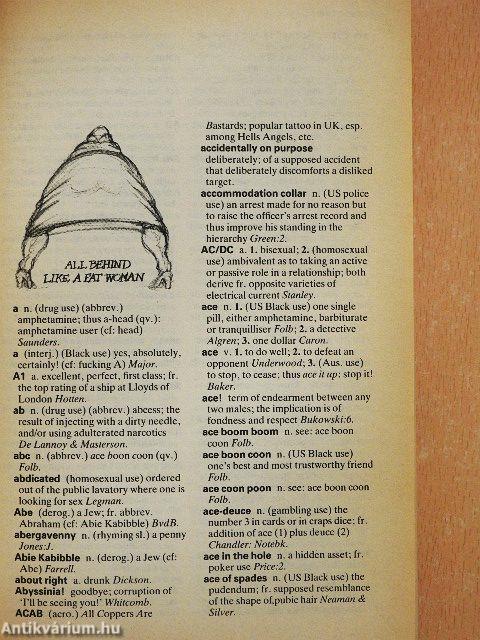 ALL BEHIND
LIKE A FAT WOMAN
a n. (drug use) (abbrev.)
amphetamine; thus a-head (qv.):
amphetamine user (cf: head)
Saunders.
a (interj.) (Black use) yes, absolutely,
certainly! (cf: fucking A) Major.
A1 a. excellent, perfect, first class; fr.
the top rating of a ship at Lloyds of
London Hotten.
ab n. (drug use) (abbrev.) abcess; the
result of injecting with a dirty needle,
and/or using adulterated narcotics
De Lannoy & Masterson.
abc n. (abbrev.) ace boon coon (qv.)
Folb.
abdicated (homosexual use) ordered
out of the public lavatory where one is
looking for sex Legman.
Abe (derog.) a Jew; fr. abbrev.
Abraham (cf: Abie Kabibble) BvdB.
abergavenny n. (rhyming sl.) a penny
Jones:J.
Abie Kabibble n. (derog.) a Jew (cf:
Abe) Farrell.
about right a. drunk Dickson.
Abyssinia! goodbye; corruption of
'I'll be seeing you!' Whitcomb.
ACAB (acro.) All Coppers Are
Bastards; popular tattoo in UK, esp.
among Hells Angels, etc.
accidentally on purpose
deliberately; of a supposed accident
that deliberately discomforts a disliked
target.
accommodation collar n. (US police
use) an arrest made for no reason but
to raise the officer's arrest record and
thus improve his standing in the
hierarchy Green:2.
AC/DC a. 1. bisexual; 2. (homosexual
use) ambivalent as to taking an active
or passive role in a relationship; both
derive fr. opposite varieties of
electrical current Stanley.
ace n. 1. (US Black use) one single
pill, either amphetamine, barbiturate
or tranquilliser Folb; 2. a detective
Algren; 3. one dollar Caron.
ace v. 1. to do well; 2. to defeat an
opponent Underwood; 3. (Aus. use)
to stop, to cease; thus ace it up: stop it!
Baker.
ace! term of endearment between any
two males; the implication is of
fondness and respect Bukowski:6.
ace boom boom n. see: ace boon
coon Folb.
ace boon coon n. (US Black use)
one's best and most trustworthy friend
Folb.
ace coon poon n. see: ace boon coon
Folb.
ace-deuce n. (gambling use) the
number 3 in cards or in craps dice; fr.
addition of ace (1) plus deuce (2)
Chandler: Notebk.
ace in the hole n. a hidden asset; fr.
poker use Price:2.
ace of spades n. (US Black use) the
pudendum; fr. supposed resemblance
of the shape of pubic hair Neaman &
Silver.
Antikvárium.hu